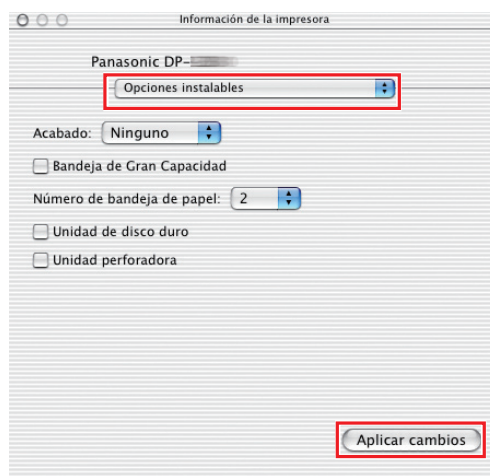 Información de la impresora
Panasonic DP-
Opciones instalables
Acabado: Ninguno
Bandeja de Gran Capacidad
Número de bandeja de papel: 2
Unidad de disco duro
Unidad perforadora
Aplicar cambios